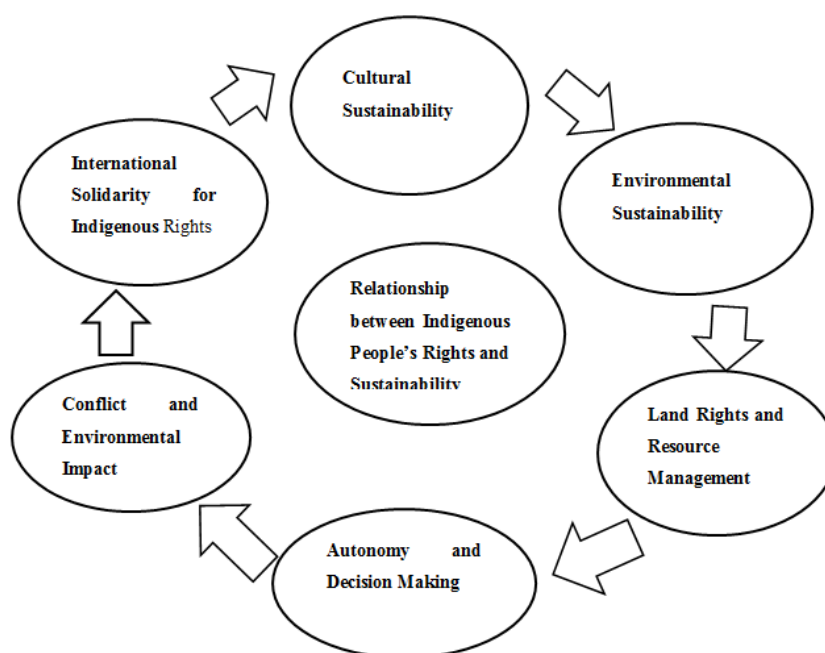 Cultural
Sustainability
Environmental
Sustainability
Land Rights and
Resource
Management
Autonomy and
Decision Making
Conflict and
Environmental
Impact
International
Solidarity for
Indigenous Rights
Relationship
between Indigenous
People’s Rights and
Sustainability